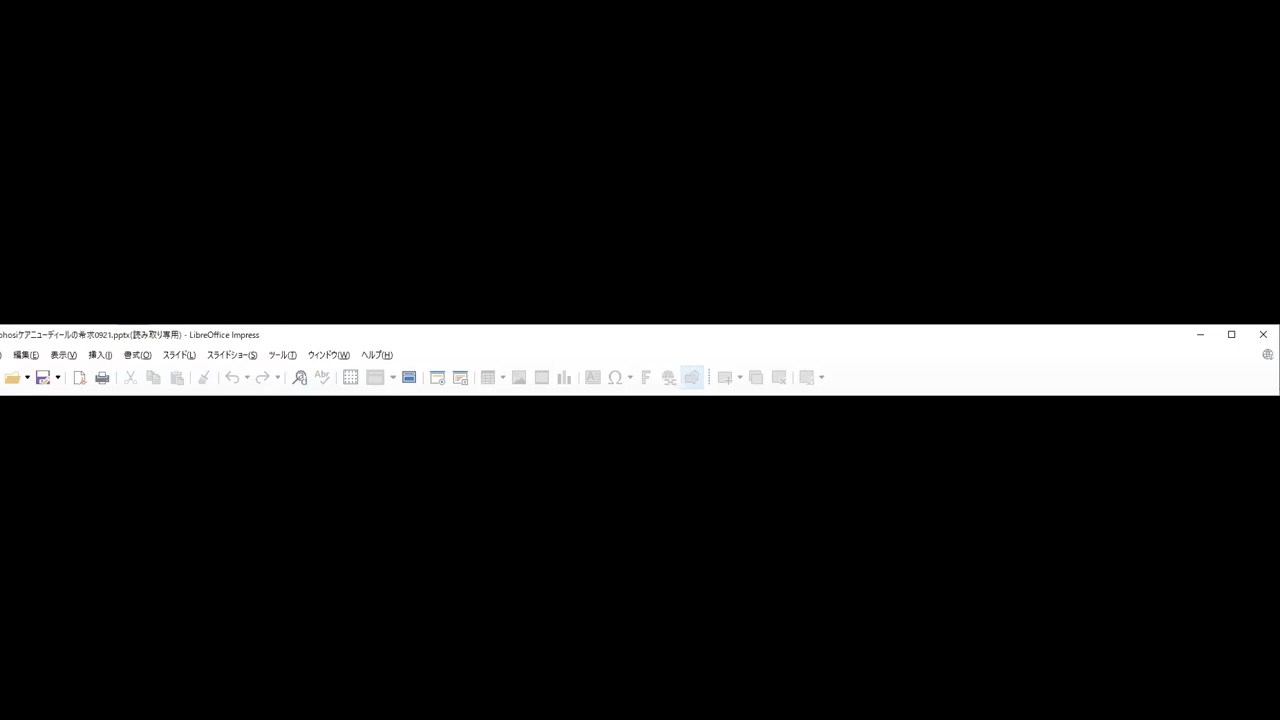 phosiケアニューディールの希求0921.pptx(読み取り専用) - LibreOffice Impress
) 編集(E) 表示(V) 挿入(I) 書式(O) スライド(L) スライドショー(S) ツール(T) ウィンドウ(W) ヘルプ(H)